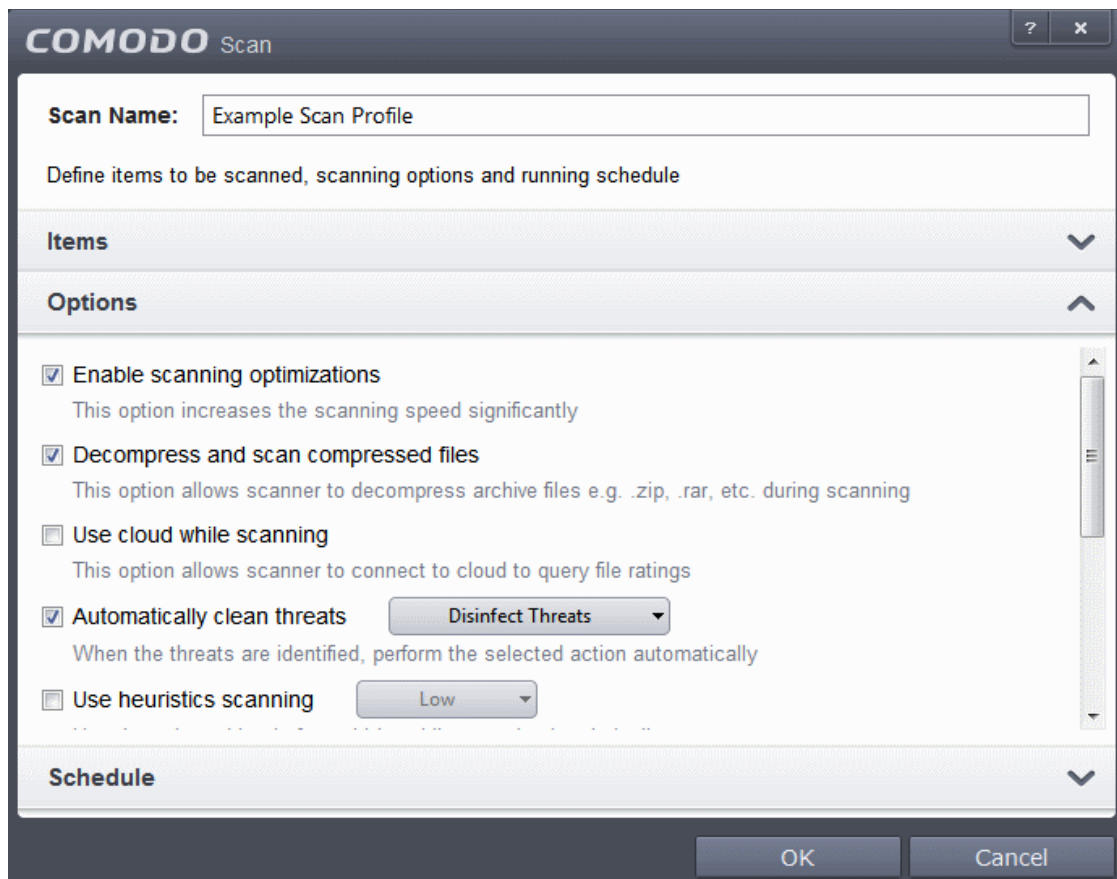 COMODO Scan
? x
Scan Name: Example Scan Profile
Define items to be scanned, scanning options and running schedule
Items
Options
Enable scanning optimizations
This option increases the scanning speed significantly
Decompress and scan compressed files
This option allows scanner to decompress archive files e.g. .zip, .rar, etc. during scanning
Use cloud while scanning
This option allows scanner to connect to cloud to query file ratings
Automatically clean threats Disinfect Threats
When the threats are identified, perform the selected action automatically
Use heuristics scanning Low
Schedule
OK Cancel